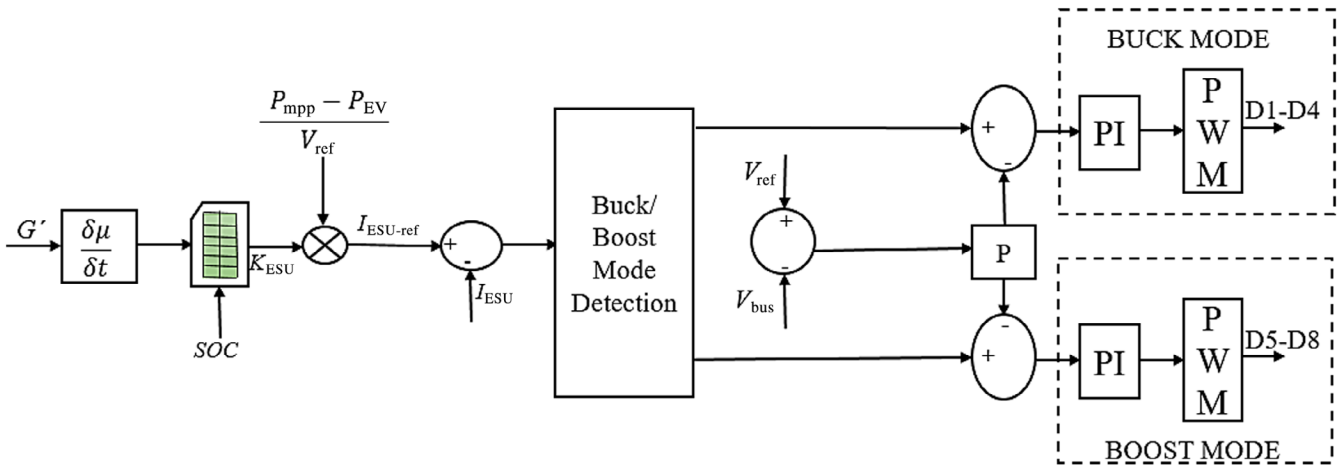 G′
δμ
δt
SOC
K_ESU
P_mpp − P_EV
V_ref
I_ESU-ref
+
-
I_ESU
Buck/
Boost
Mode
Detection
V_ref
+
-
V_bus
P
+
-
-
+
BUCK MODE
PI
P
W
M
D1-D4
PI
P
W
M
D5-D8
BOOST MODE